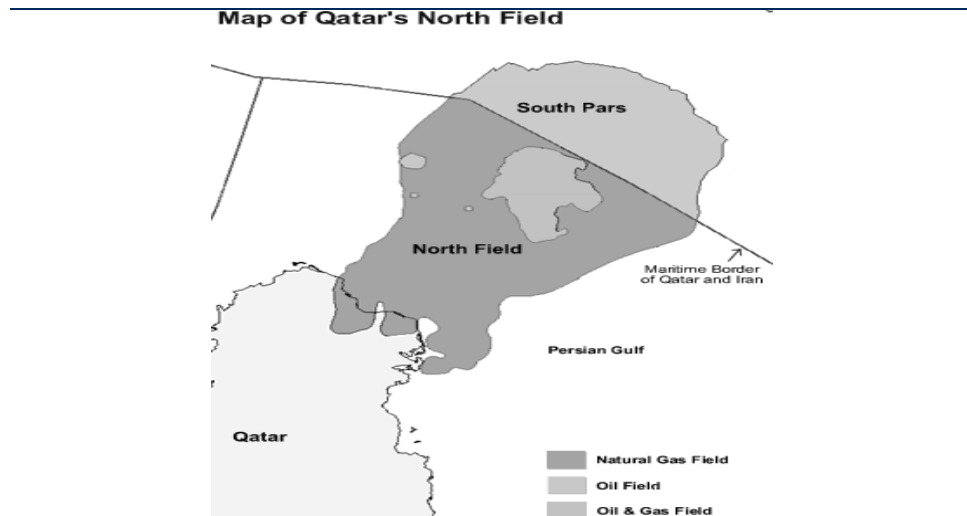 Map of Qatar's North Field
South Pars
North Field
Maritime Border
of Qatar and Iran
Persian Gulf
Qatar
Natural Gas Field
Oil Field
Oil & Gas Field